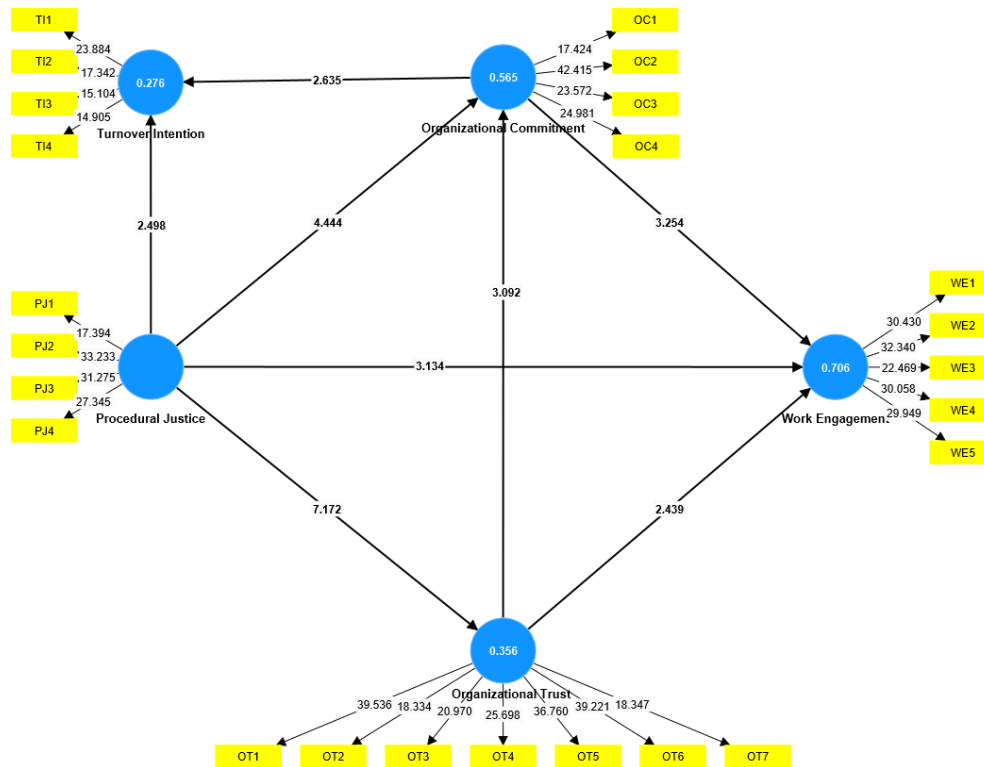 TI1
TI2
TI3
TI4
23.884
17.342
15.104
14.905
0.276
Turnover Intention
2.635
0.565
Organizational Commitment
17.424
42.415
23.572
24.981
OC1
OC2
OC3
OC4
2.498
4.444
3.092
3.254
PJ1
PJ2
PJ3
PJ4
17.394
33.233
31.275
27.345
Procedural Justice
3.134
0.706
Work Engagement
30.430
32.340
22.469
30.058
29.949
WE1
WE2
WE3
WE4
WE5
7.172
2.439
0.356
Organizational Trust
39.536
18.334
20.970
25.698
36.760
39.221
18.347
OT1
OT2
OT3
OT4
OT5
OT6
OT7